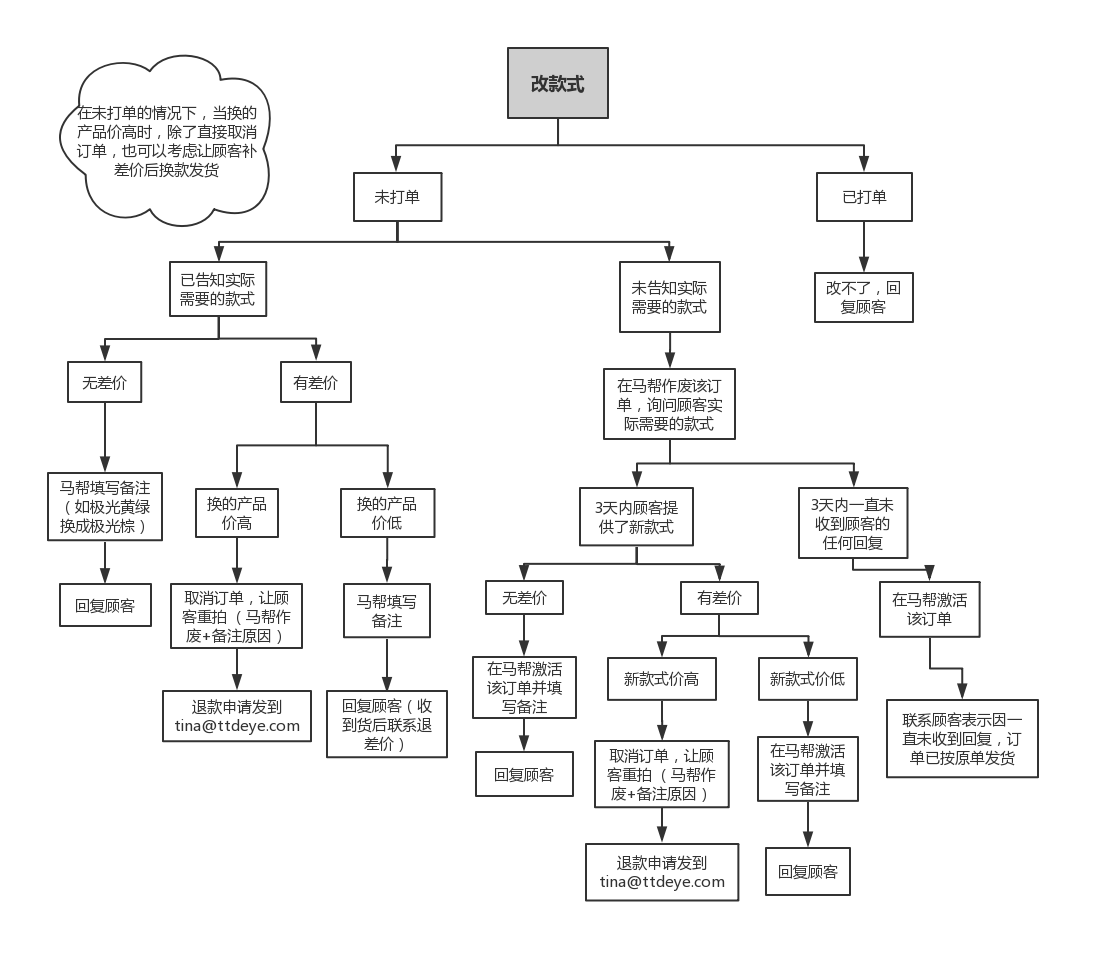 改款式
在未打单的情况下，当换的
产品价高时，除了直接取消
订单，也可以考虑让顾客补
差价后换款发货
未打单
已打单
已告知实际
需要的款式
未告知实际
需要的款式
改不了，回
复顾客
无差价
有差价
在马帮作废该订
单，询问顾客实
际需要的款式
马帮填写备注
（如极光黄绿
换成极光棕）
换的产品
价高
换的产品
价低
3天内顾客提
供了新款式
3天内一直未
收到顾客的
任何回复
回复顾客
取消订单，让顾
客重拍（马帮作
废+备注原因）
马帮填写
备注
无差价
有差价
在马帮激活
该订单
退款申请发到
tina@ttdeye.com
回复顾客（收
到货后联系退
差价）
在马帮激活
该订单并填
写备注
新款式价高
新款式价低
联系顾客表示因一
直未收到回复，订
单已按原单发货
回复顾客
取消订单，让顾
客重拍（马帮作
废+备注原因）
在马帮激活
该订单并填
写备注
退款申请发到
tina@ttdeye.com
回复顾客